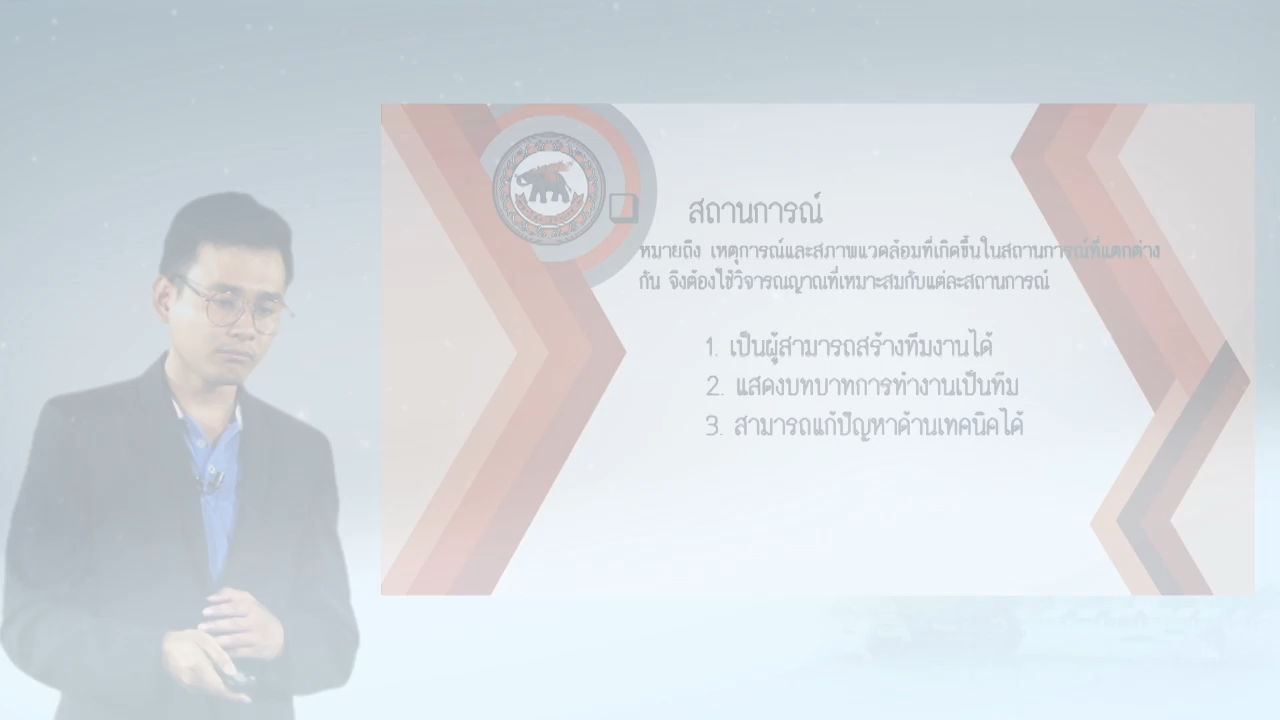 สถานการณ์
หมายถึง เหตุการณ์และสภาพแวดล้อมที่เกิดขึ้นในสถานการณ์ที่แตกต่าง
กัน จึงต้องใช้วิจารณญาณที่เหมาะสมกับแต่ละสถานการณ์
1. เป็นผู้สามารถสร้างทีมงานได้
2. แสดงบทบาทการทำงานเป็นทีม
3. สามารถแก้ปัญหาด้านเทคนิคได้